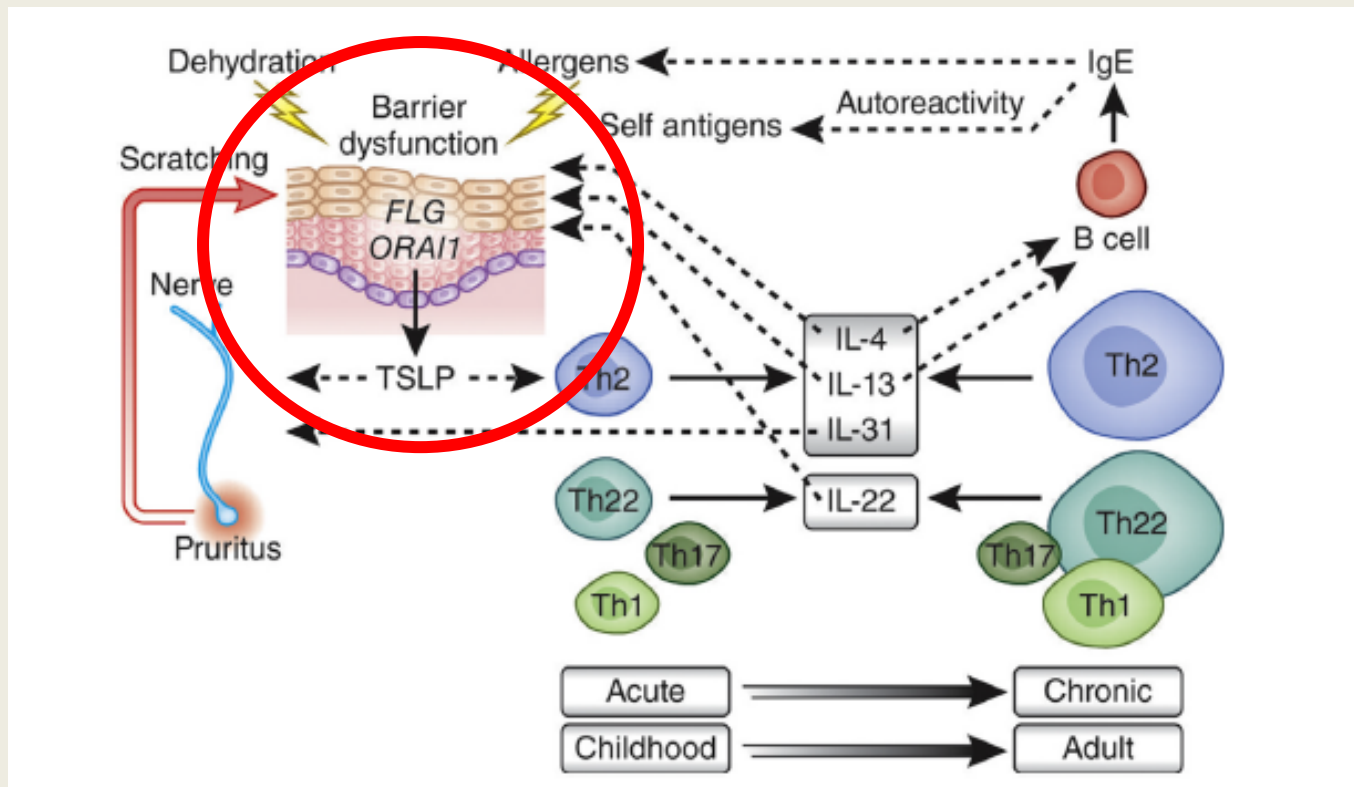 Dehydration
Allergens
IgE
Barrier
dysfunction
Autoreactivity
Self antigens
Scratching
FLG
ORAI1
B cell
Nerve
TSLP
Th2
IL-4
IL-13
IL-31
Th2
Th22
IL-22
Th22
Th17
Th17
Th1
Th1
Pruritus
Acute
Chronic
Childhood
Adult